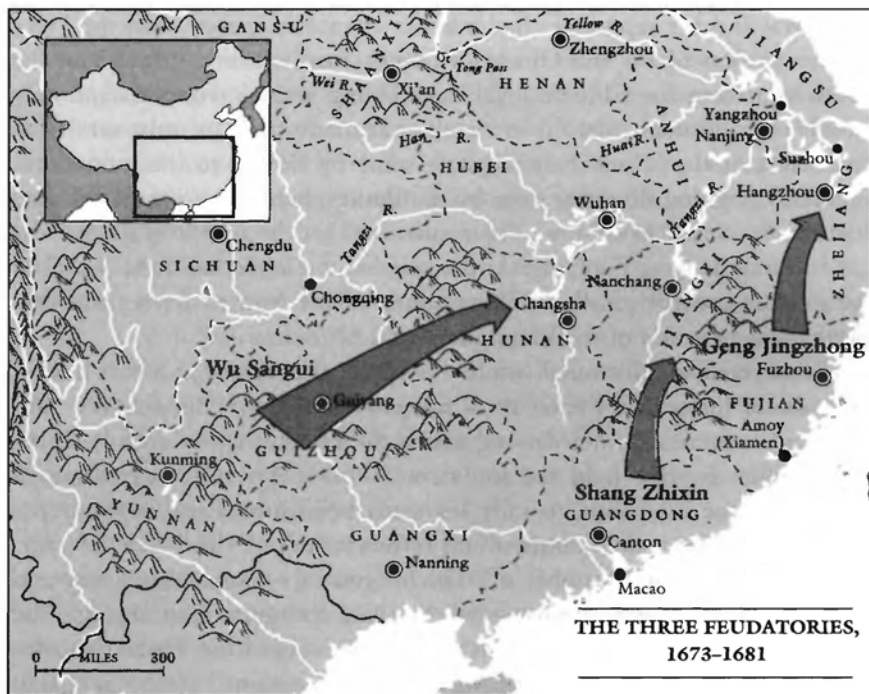 GANSU
SHAANXI
Wei R.
Xi'an
Tong Pass
Yellow R.
Zhengzhou
HENAN
JIANGSU
Yangzhou
Nanjing
Suzhou
Hangzhou
ZHEJIANG
ANHUI
Huai R.
Han R.
HUBEI
Wuhan
Yangzi R.
Yangzi R.
Chengdu
SICHUAN
Chongqing
Nanchang
JIANGXI
Changsha
HUNAN
Wu Sangui
Guiyang
GUIZHOU
Kunming
YUNNAN
Geng Jingzhong
Fuzhou
FUJIAN
Amoy
(Xiamen)
Shang Zhixin
GUANGDONG
Canton
Macao
GUANGXI
Nanning
0 MILES 300
THE THREE FEUDATORIES,
1673–1681